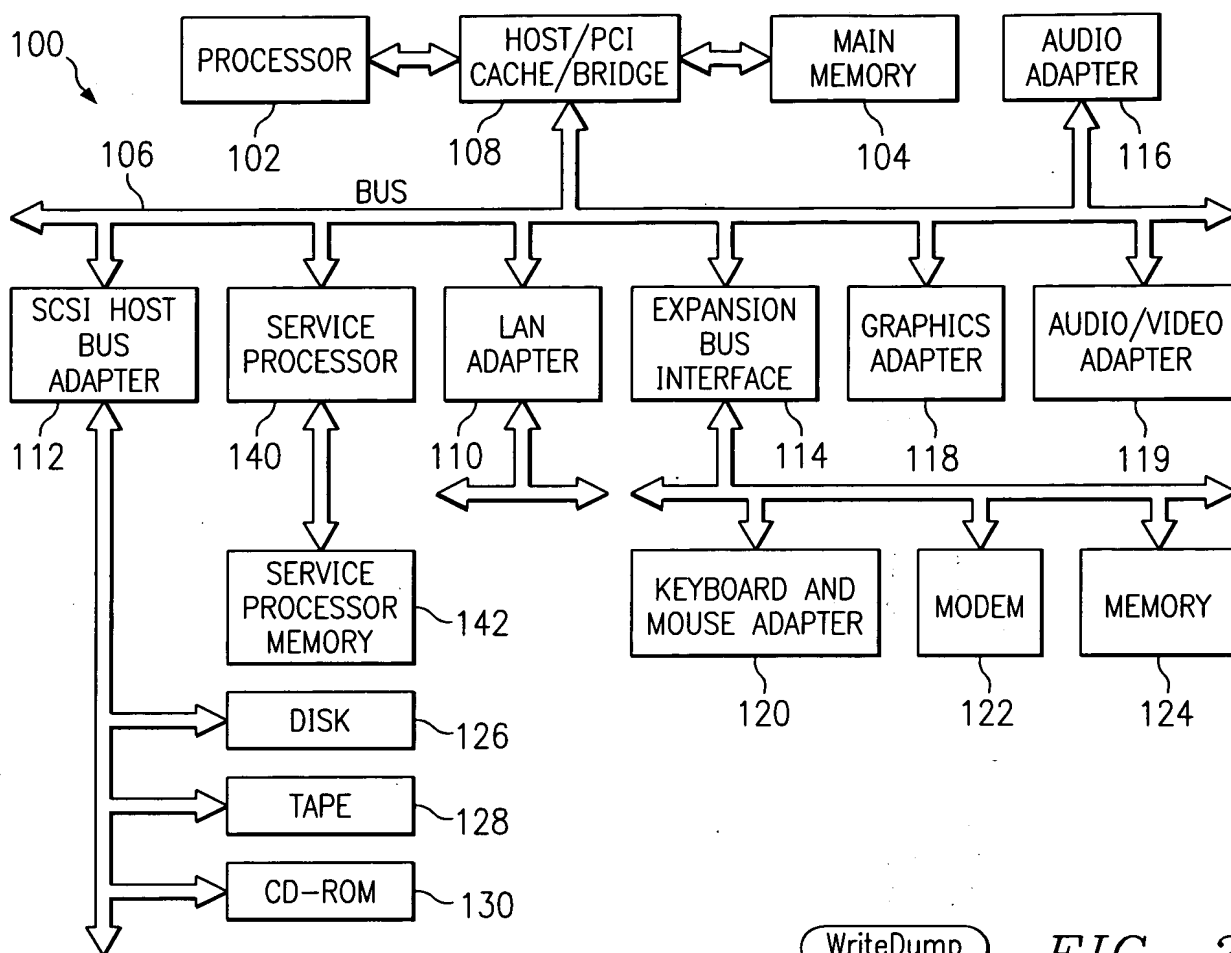 100
PROCESSOR
HOST/PCI
CACHE/BRIDGE
MAIN
MEMORY
AUDIO
ADAPTER
102
108
104
116
106
BUS
SCSI HOST
BUS
ADAPTER
SERVICE
PROCESSOR
LAN
ADAPTER
EXPANSION
BUS
INTERFACE
GRAPHICS
ADAPTER
AUDIO/VIDEO
ADAPTER
112
140
110
114
118
119
SERVICE
PROCESSOR
MEMORY
142
KEYBOARD AND
MOUSE ADAPTER
MODEM
MEMORY
120
122
124
DISK
126
TAPE
128
CD-ROM
130
WriteDump
FIG.